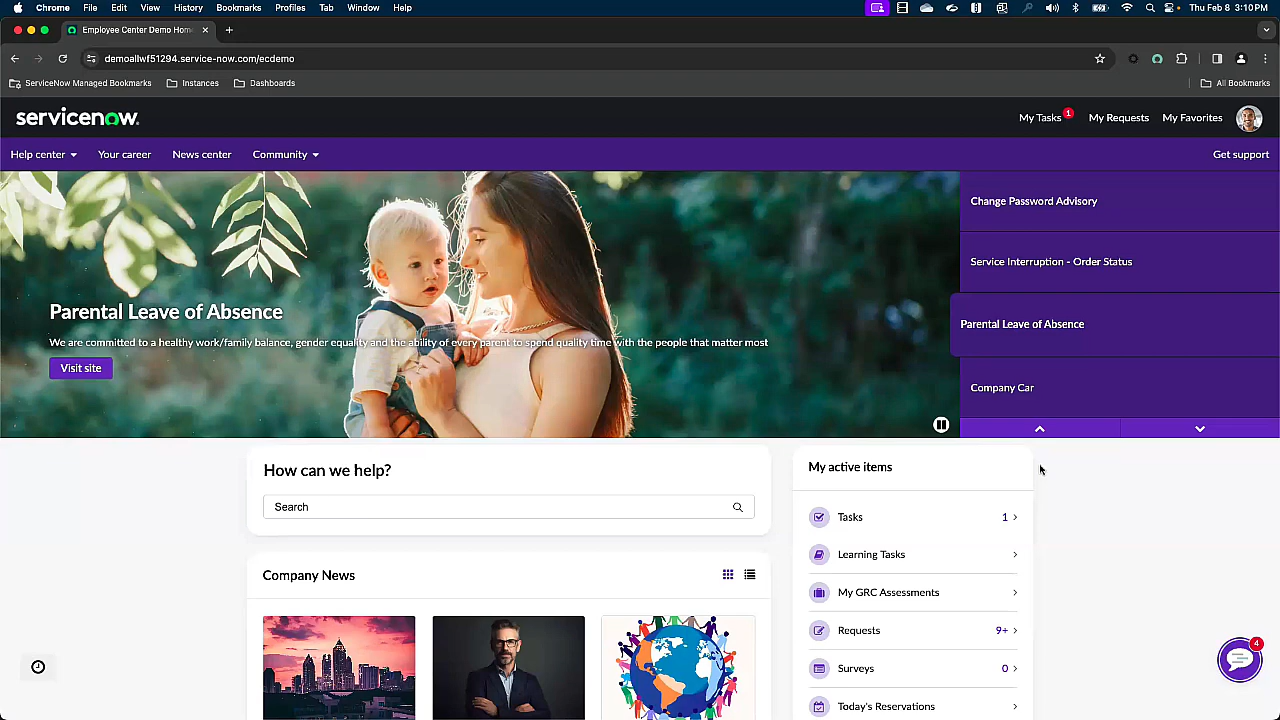 Chrome File Edit View History Bookmarks Profiles Tab Window Help Thu Feb 8 3:10 PM
Employee Center Demo Hom
demoallwf51294.service-now.com/ecdemo
ServiceNow Managed Bookmarks Instances Dashboards All Bookmarks
servicenow. My Tasks 1 My Requests My Favorites
Help center Your career News center Community Get support
Parental Leave of Absence
We are committed to a healthy work/family balance, gender equality and the ability of every parent to spend quality time with the people that matter most
Visit site
Change Password Advisory
Service Interruption - Order Status
Parental Leave of Absence
Company Car
How can we help?
Search
Company News
My active items
Tasks 1
Learning Tasks
My GRC Assessments
Requests 9+
Surveys 0
Today's Reservations
4